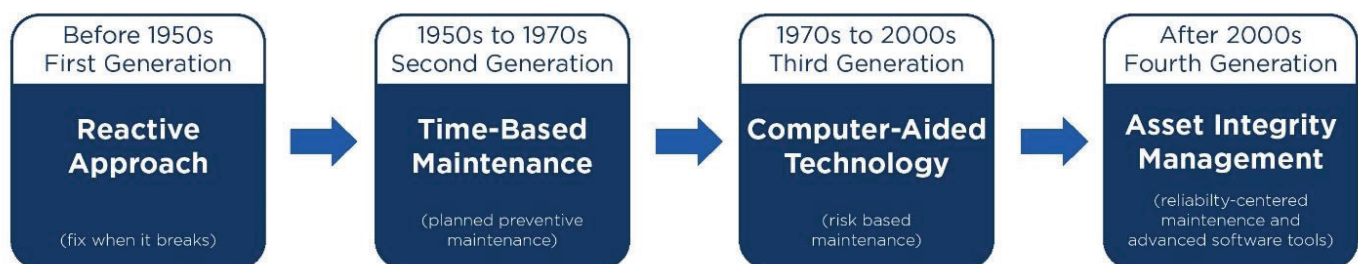 Before 1950s
First Generation
Reactive
Approach
(fix when it breaks)
1950s to 1970s
Second Generation
Time-Based
Maintenance
(planned preventive
maintenance)
1970s to 2000s
Third Generation
Computer-Aided
Technology
(risk based
maintenance)
After 2000s
Fourth Generation
Asset Integrity
Management
(reliabilty-centered
maintenence and
advanced software tools)